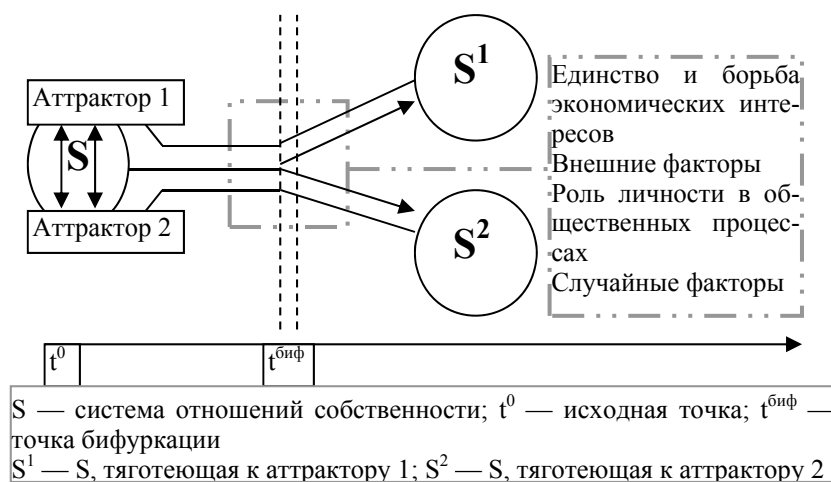 S¹
Единство и борьба
экономических инте-
ресов
Внешние факторы
Роль личности в об-
щественных процес-
сах
Случайные факторы
Аттрактор 1
S
Аттрактор 2
S²
t⁰
t^биф
S — система отношений собственности; t⁰ — исходная точка; t^биф —
точка бифуркации
S¹ — S, тяготеющая к аттрактору 1; S² — S, тяготеющая к аттрактору 2